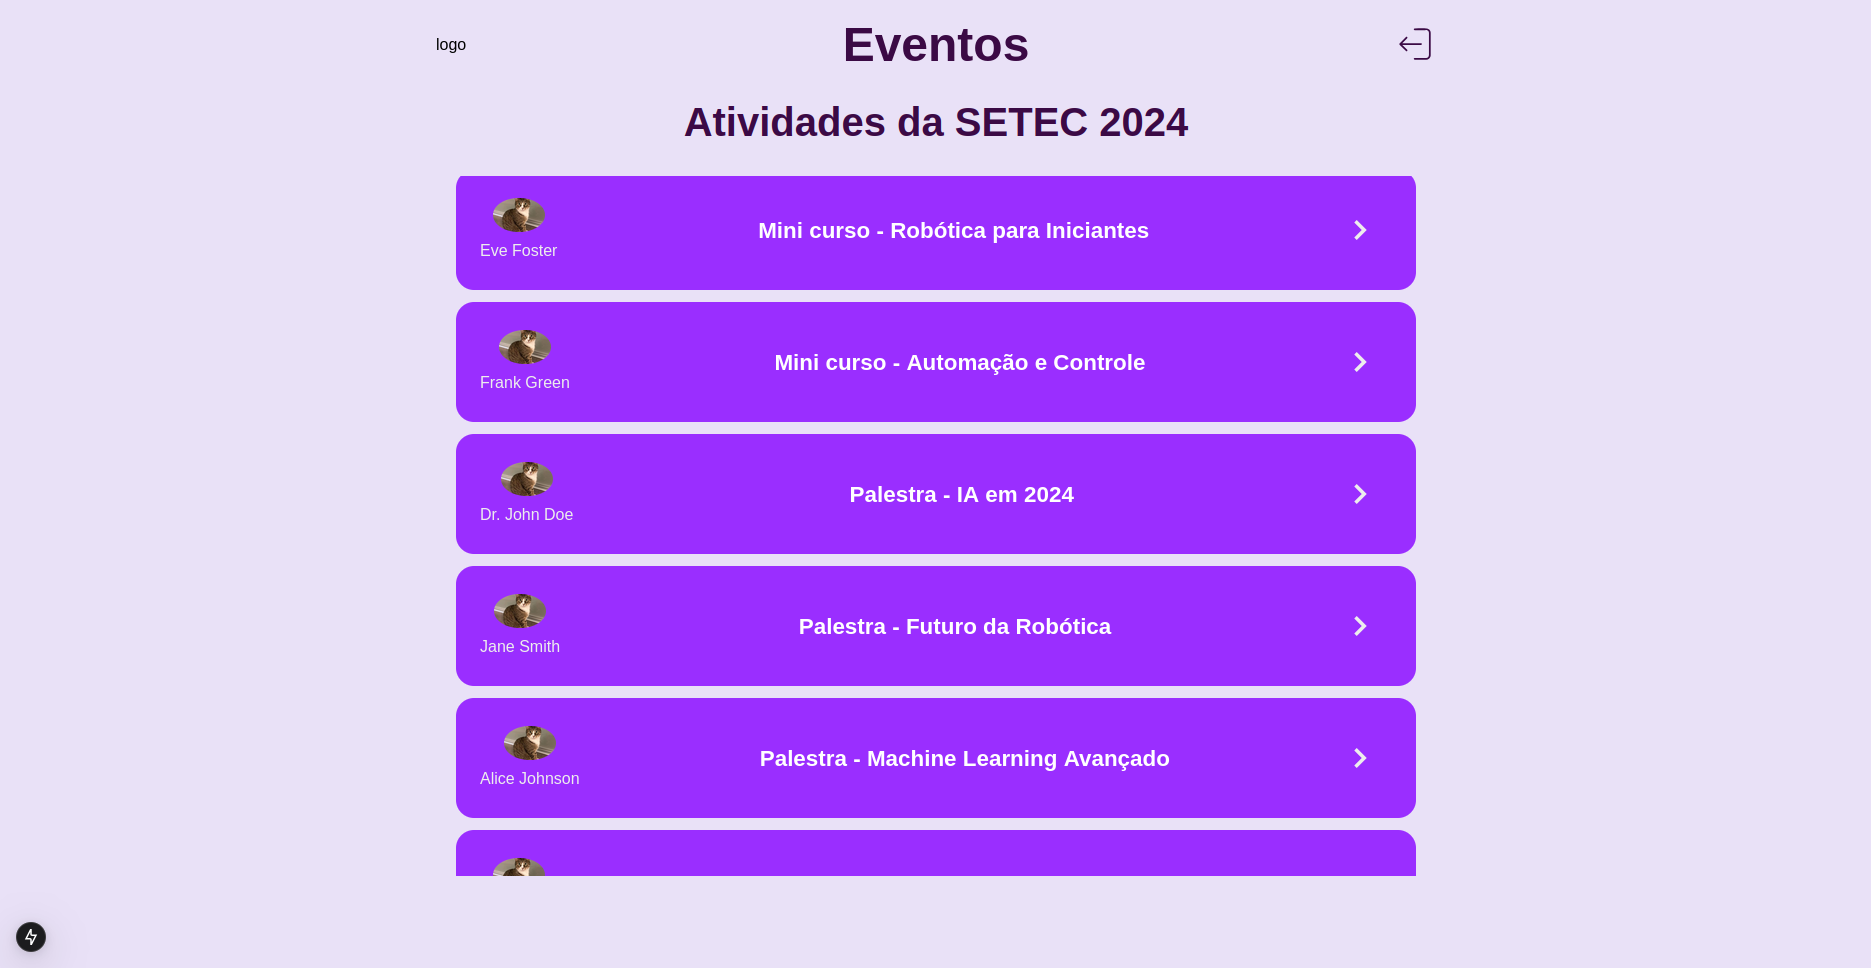 logo
Eventos
Atividades da SETEC 2024
Eve Foster
Mini curso - Robótica para Iniciantes
Frank Green
Mini curso - Automação e Controle
Dr. John Doe
Palestra - IA em 2024
Jane Smith
Palestra - Futuro da Robótica
Alice Johnson
Palestra - Machine Learning Avançado